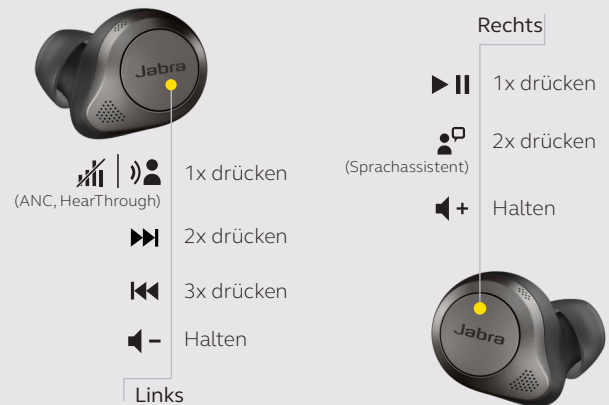 Jabra
(ANC, HearThrough)
1x drücken
2x drücken
3x drücken
Halten
Links
Rechts
1x drücken
2x drücken
(Sprachassistent)
Halten
Jabra